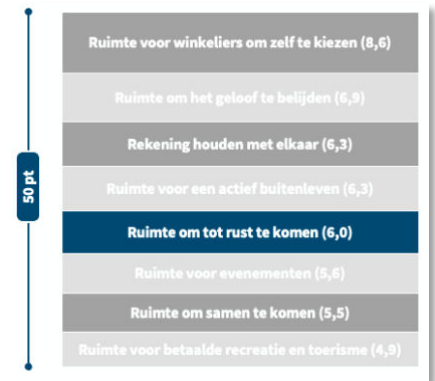 Ruimte voor winkeliers om zelf te kiezen (8,6)
Ruimte om het geloof te belijden (6,9)
Rekening houden met elkaar (6,3)
Ruimte voor een actief buitenleven (6,3)
50 pt
Ruimte om tot rust te komen (6,0)
Ruimte voor evenementen (5,6)
Ruimte om samen te komen (5,5)
Ruimte voor betaalde recreatie en toerisme (4,9)